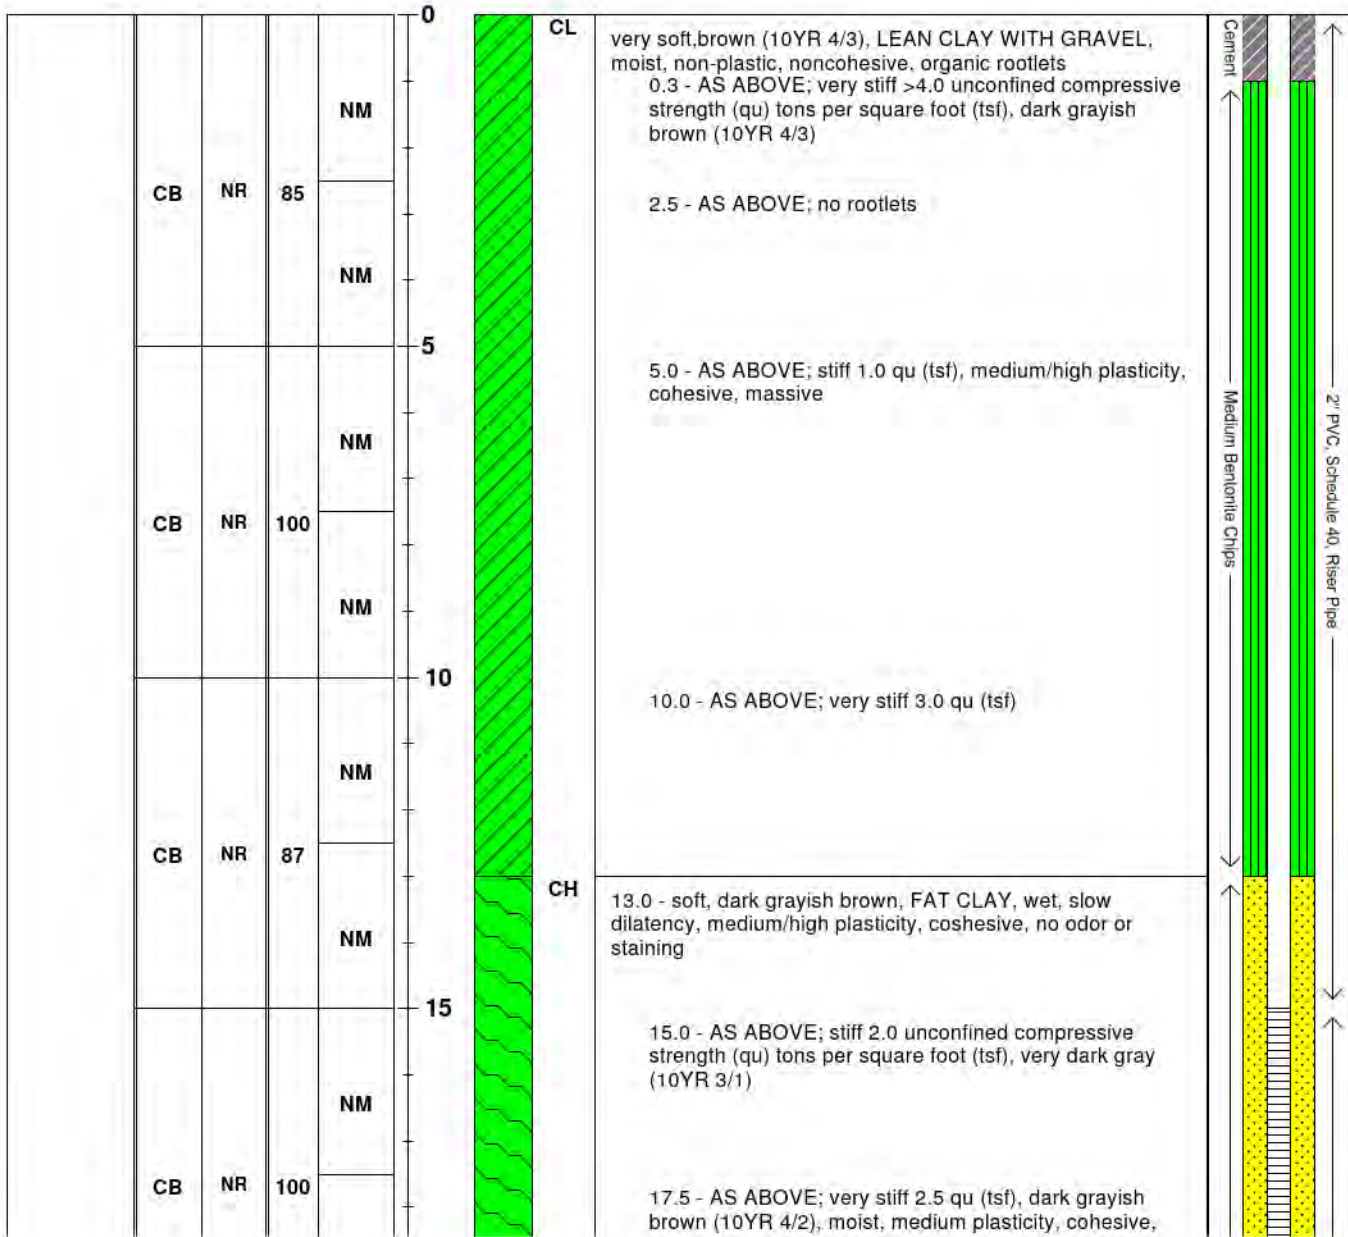 0
CL
very soft,brown (10YR 4/3), LEAN CLAY WITH GRAVEL,
moist, non-plastic, noncohesive, organic rootlets
0.3 - AS ABOVE; very stiff >4.0 unconfined compressive
strength (qu) tons per square foot (tsf), dark grayish
brown (10YR 4/3)
Cement
NM
CB NR 85
2.5 - AS ABOVE; no rootlets
NM
5
5.0 - AS ABOVE; stiff 1.0 qu (tsf), medium/high plasticity,
cohesive, massive
Medium Bentonite Chips
2" PVC, Schedule 40, Riser Pipe
NM
CB NR 100
NM
10
10.0 - AS ABOVE; very stiff 3.0 qu (tsf)
NM
CB NR 87
CH
13.0 - soft, dark grayish brown, FAT CLAY, wet, slow
dilatency, medium/high plasticity, coshesive, no odor or
staining
NM
15
15.0 - AS ABOVE; stiff 2.0 unconfined compressive
strength (qu) tons per square foot (tsf), very dark gray
(10YR 3/1)
NM
CB NR 100
17.5 - AS ABOVE; very stiff 2.5 qu (tsf), dark grayish
brown (10YR 4/2), moist, medium plasticity, cohesive,